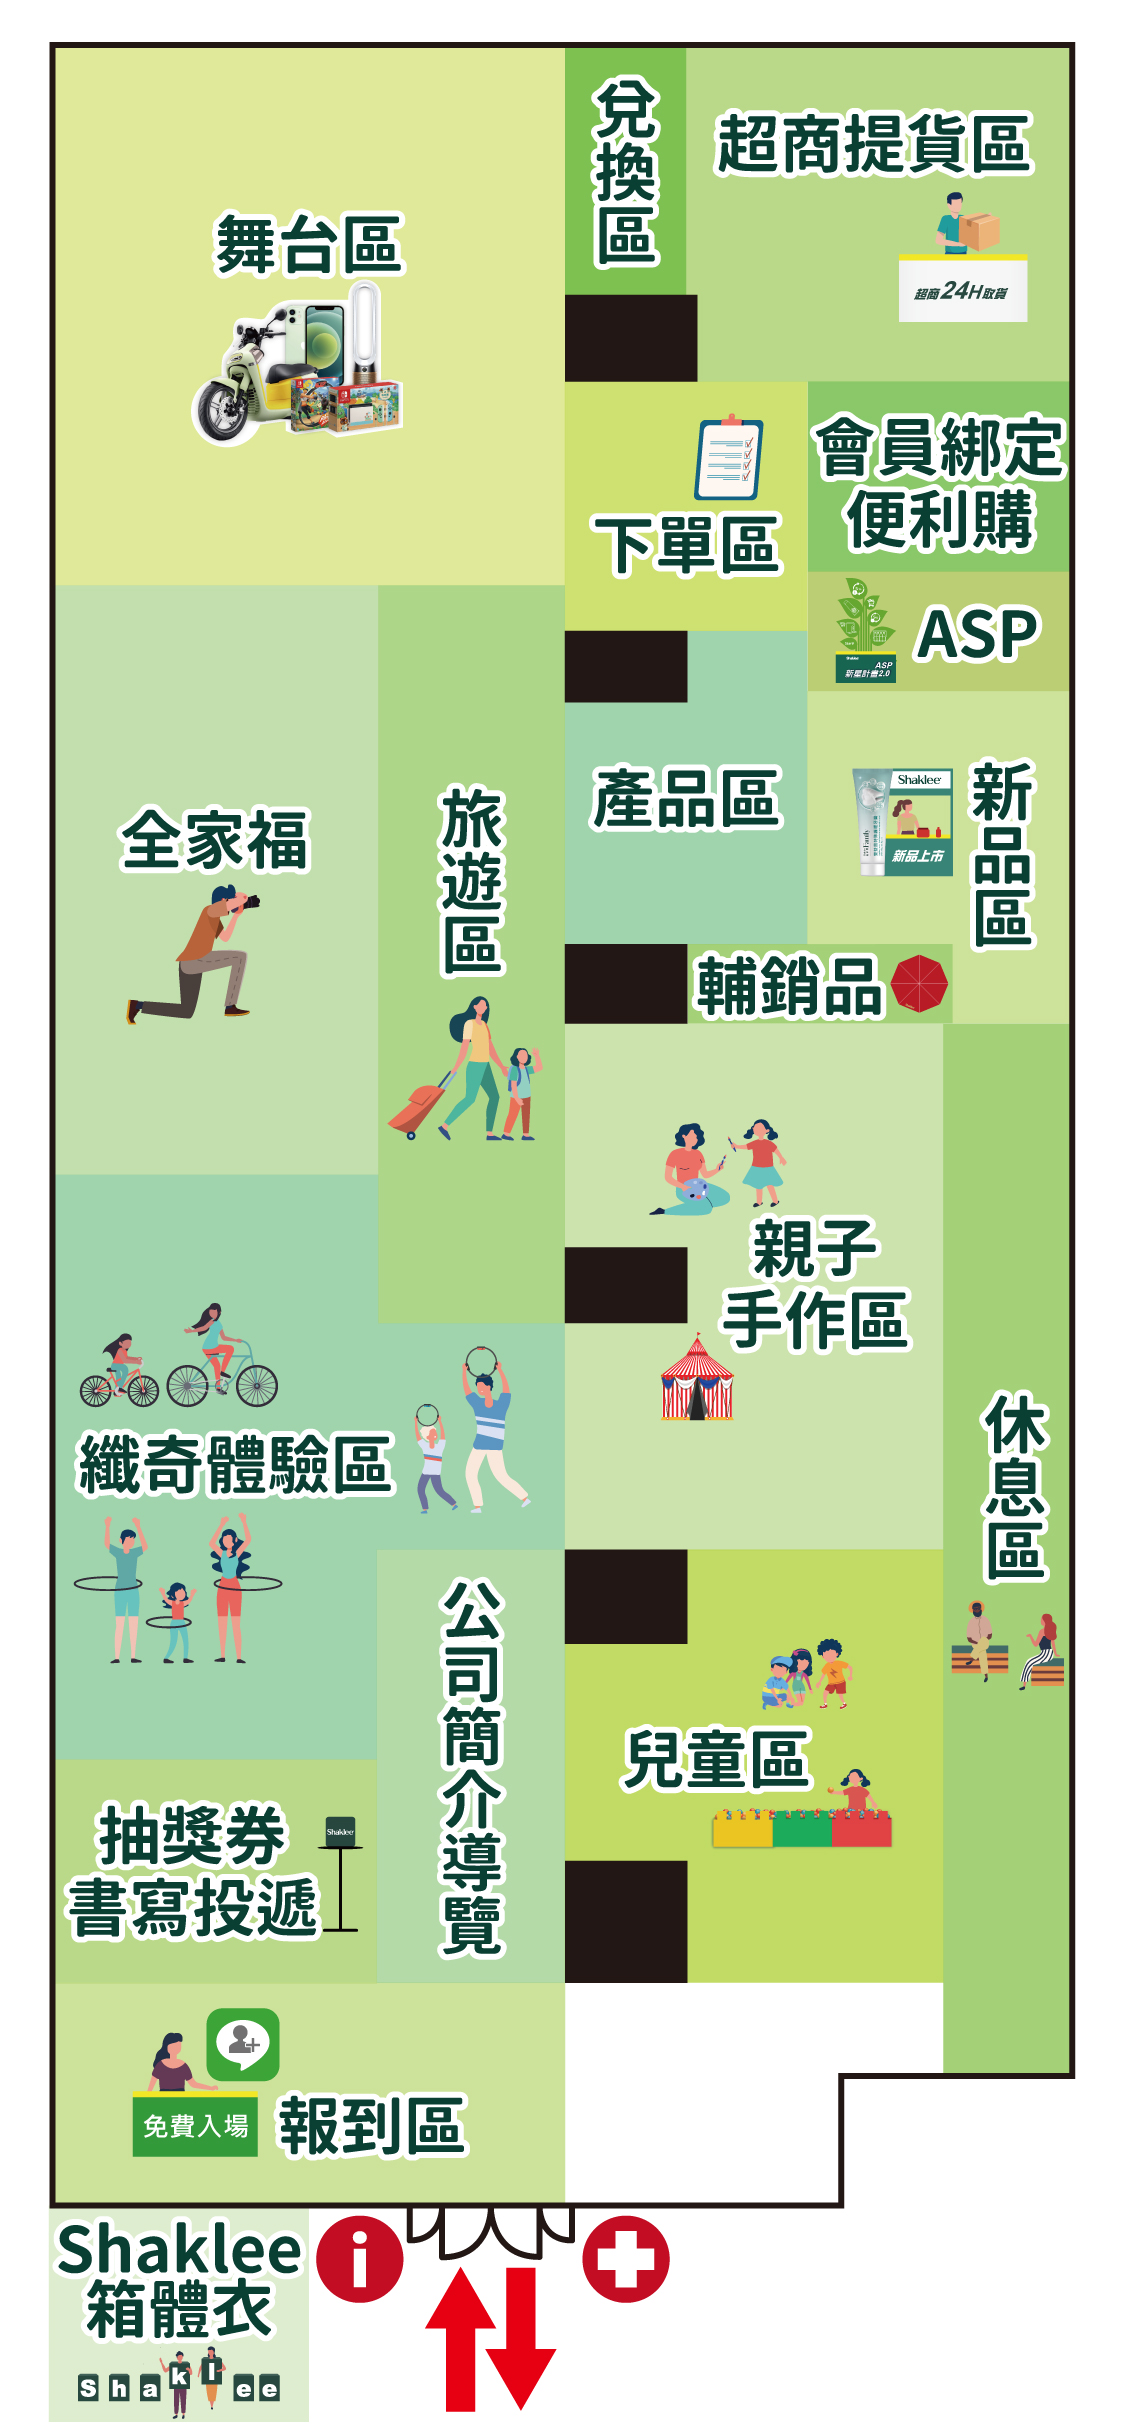 兌換區
超商提貨區
超商24H取貨
舞台區
下單區
會員綁定
便利購
ASP
Shaklee
ASP
新星計畫2.0
產品區
Shaklee
新品上市
新品區
輔銷品
全家福
旅遊區
親子
手作區
休息區
纖奇體驗區
公司簡介導覽
兒童區
抽獎券
書寫投遞
Shaklee
免費入場
報到區
Shaklee
箱體衣
Shaklee
i